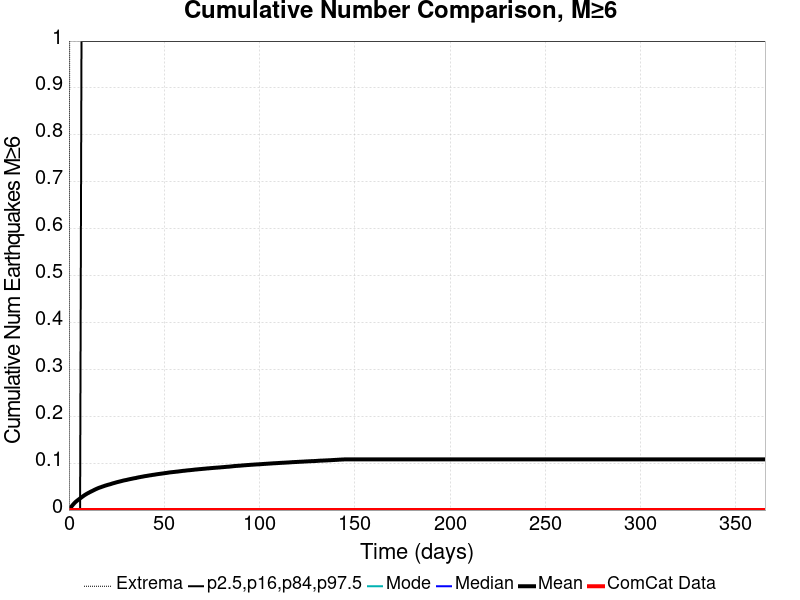 Cumulative Number Comparison, M≥6
Cumulative Num Earthquakes M≥6
1
0.9
0.8
0.7
0.6
0.5
0.4
0.3
0.2
0.1
0
0 50 100 150 200 250 300 350
Time (days)
Extrema p2.5,p16,p84,p97.5 Mode Median Mean ComCat Data